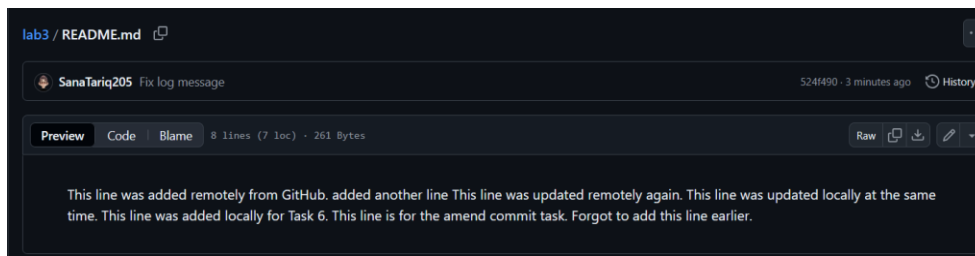 lab3 / README.md
SanaTariq205 Fix log message
524f490 · 3 minutes ago History
Preview Code Blame 8 lines (7 loc) · 261 Bytes
Raw
This line was added remotely from GitHub. added another line This line was updated remotely again. This line was updated locally at the same
time. This line was added locally for Task 6. This line is for the amend commit task. Forgot to add this line earlier.